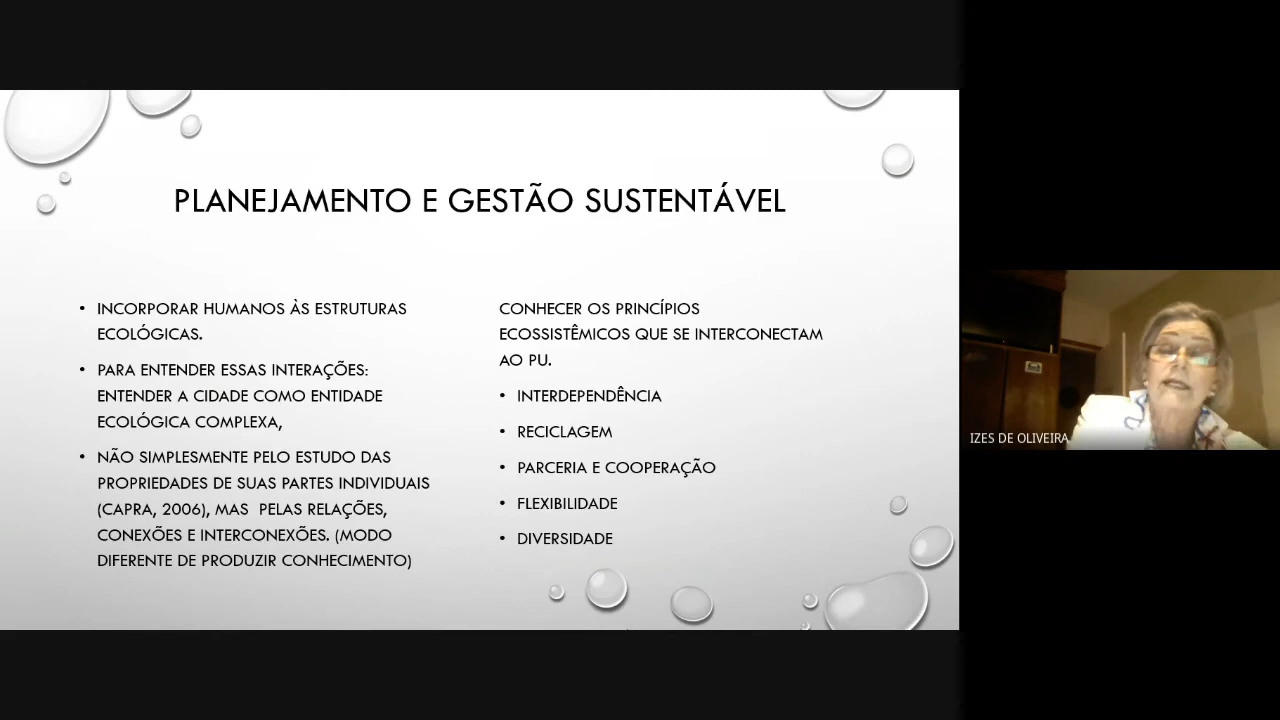 PLANEJAMENTO E GESTÃO SUSTENTÁVEL
• INCORPORAR HUMANOS ÀS ESTRUTURAS
ECOLÓGICAS.
• PARA ENTENDER ESSAS INTERAÇÕES:
ENTENDER A CIDADE COMO ENTIDADE
ECOLÓGICA COMPLEXA,
• NÃO SIMPLESMENTE PELO ESTUDO DAS
PROPRIEDADES DE SUAS PARTES INDIVIDUAIS
(CAPRA, 2006), MAS PELAS RELAÇÕES,
CONEXÕES E INTERCONEXÕES. (MODO
DIFERENTE DE PRODUZIR CONHECIMENTO)
CONHECER OS PRINCÍPIOS
ECOSSISTÊMICOS QUE SE INTERCONECTAM
AO PU.
• INTERDEPENDÊNCIA
• RECICLAGEM
• PARCERIA E COOPERAÇÃO
• FLEXIBILIDADE
• DIVERSIDADE
IZES DE OLIVEIRA